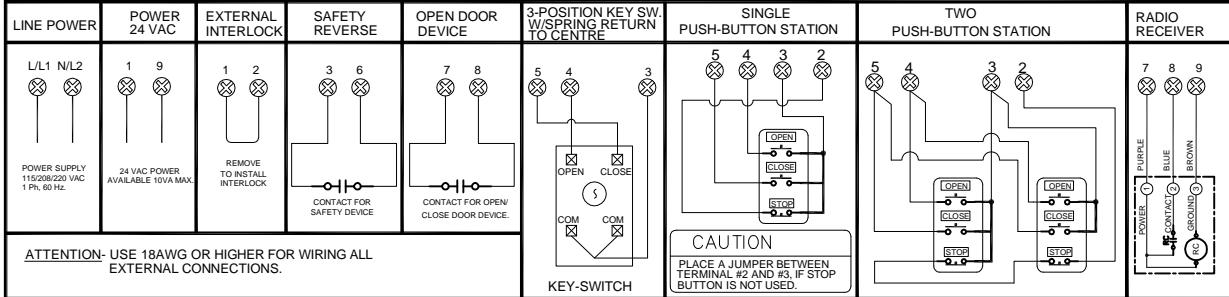 LINE POWER
POWER
24 VAC
EXTERNAL
INTERLOCK
SAFETY
REVERSE
OPEN DOOR
DEVICE
3-POSITION KEY SW.
W/SPRING RETURN
TO CENTRE
SINGLE
PUSH-BUTTON STATION
TWO
PUSH-BUTTON STATION
RADIO
RECEIVER
L/L1 N/L2
POWER SUPPLY
115/208/220 VAC
1 Ph, 60 Hz.
1 9
24 VAC POWER
AVAILABLE 10VA MAX.
1 2
REMOVE
TO INSTALL
INTERLOCK
3 6
CONTACT FOR
SAFETY DEVICE
7 8
CONTACT FOR OPEN/
CLOSE DOOR DEVICE.
ATTENTION- USE 18AWG OR HIGHER FOR WIRING ALL
EXTERNAL CONNECTIONS.
5 4 3
OPEN CLOSE
S
COM COM
KEY-SWITCH
5 4 3 2
OPEN
CLOSE
STOP
CAUTION
PLACE A JUMPER BETWEEN
TERMINAL #2 AND #3, IF STOP
BUTTON IS NOT USED.
5 4 3 2
OPEN OPEN
CLOSE CLOSE
STOP STOP
7 8 9
PURPLE
BLUE
BROWN
1 2 3
POWER
CONTACT
GROUND
RC
RC